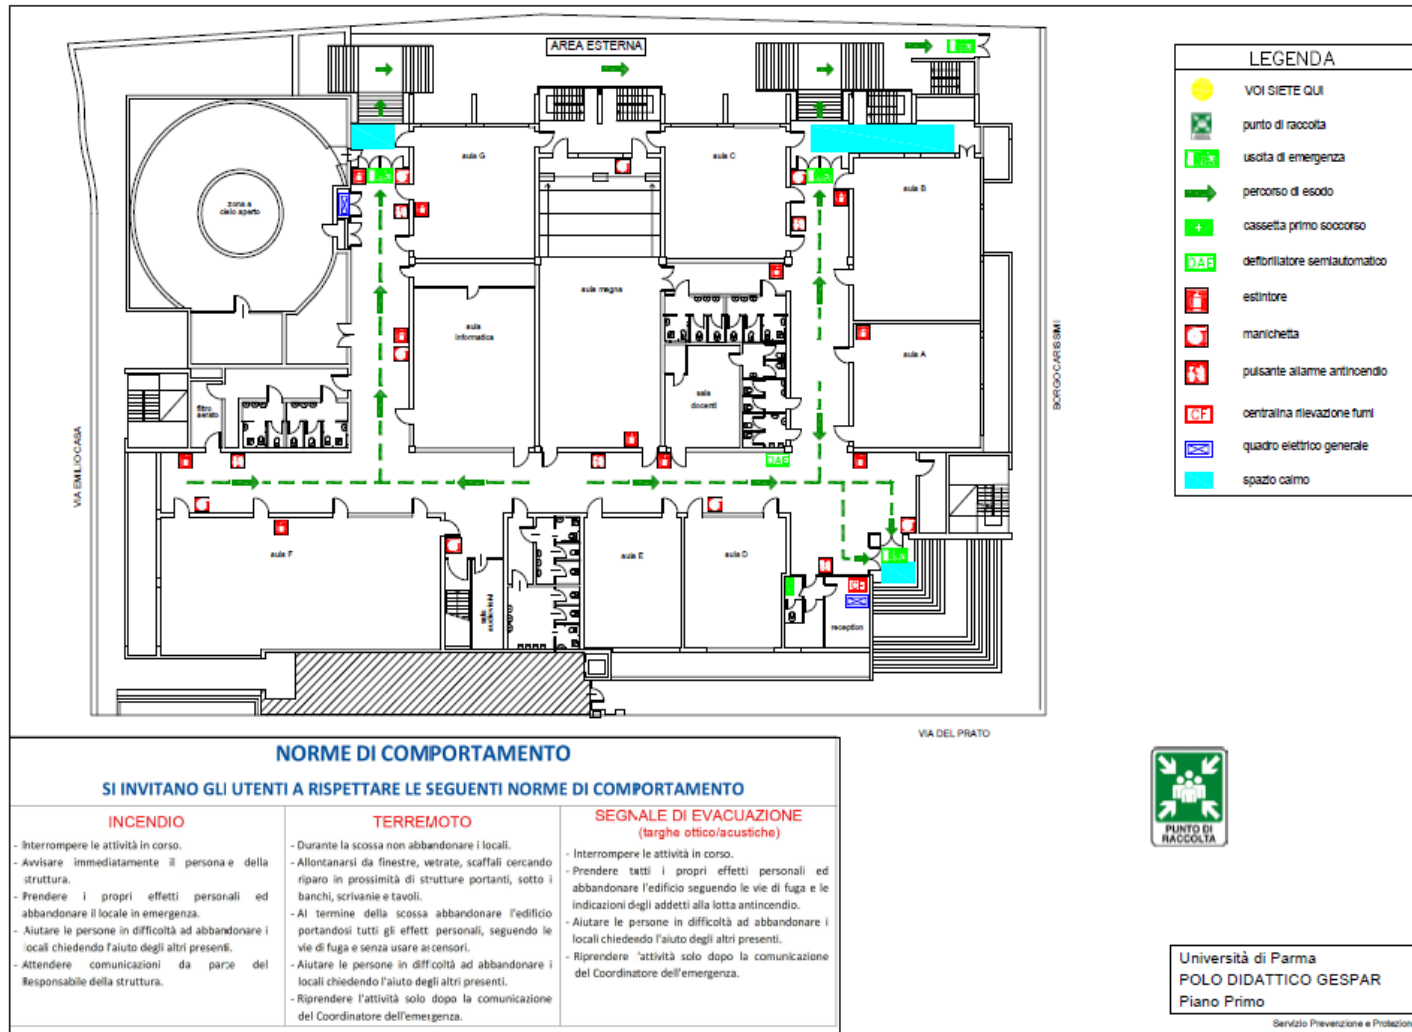 AREA ESTERNA
aula G
aula C
aula B
zona a
cielo aperto
aula magna
aula
informatica
aula A
sala
docenti
filtro
aerato
VIA EMILIO CASA
BORGO CARISSIMI
DAE
aula F
aula E
aula D
sala
audiovisivi
CF
reception
VIA DEL PRATO
LEGENDA
VOI SIETE QUI
punto di raccolta
uscita di emergenza
percorso di esodo
cassetta primo soccorso
DAE
defibrillatore semiautomatico
estintore
manichetta
pulsante allarme antincendio
CF
centralina rilevazione fumi
quadro elettrico generale
spazio calmo
NORME DI COMPORTAMENTO
SI INVITANO GLI UTENTI A RISPETTARE LE SEGUENTI NORME DI COMPORTAMENTO
INCENDIO
- Interrompere le attività in corso.
- Avvisare immediatamente il personale della
struttura.
- Prendere i propri effetti personali ed
abbandonare il locale in emergenza.
- Aiutare le persone in difficoltà ad abbandonare i
locali chiedendo l'aiuto degli altri presenti.
- Attendere comunicazioni da parte del
Responsabile della struttura.
TERREMOTO
- Durante la scossa non abbandonare i locali.
- Allontanarsi da finestre, vetrate, scaffali cercando
riparo in prossimità di strutture portanti, sotto i
banchi, scrivanie e tavoli.
- Al termine della scossa abbandonare l'edificio
portandosi tutti gli effetti personali, seguendo le
vie di fuga e senza usare ascensori.
- Aiutare le persone in difficoltà ad abbandonare i
locali chiedendo l'aiuto degli altri presenti.
- Riprendere l'attività solo dopo la comunicazione
del Coordinatore dell'emergenza.
SEGNALE DI EVACUAZIONE
(targhe ottico/acustiche)
- Interrompere le attività in corso.
- Prendere tutti i propri effetti personali ed
abbandonare l'edificio seguendo le vie di fuga e le
indicazioni degli addetti alla lotta antincendio.
- Aiutare le persone in difficoltà ad abbandonare i
locali chiedendo l'aiuto degli altri presenti.
- Riprendere l'attività solo dopo la comunicazione
del Coordinatore dell'emergenza.
PUNTO DI
RACCOLTA
Università di Parma
POLO DIDATTICO GESPAR
Piano Primo
Servizio Prevenzione e Protezione